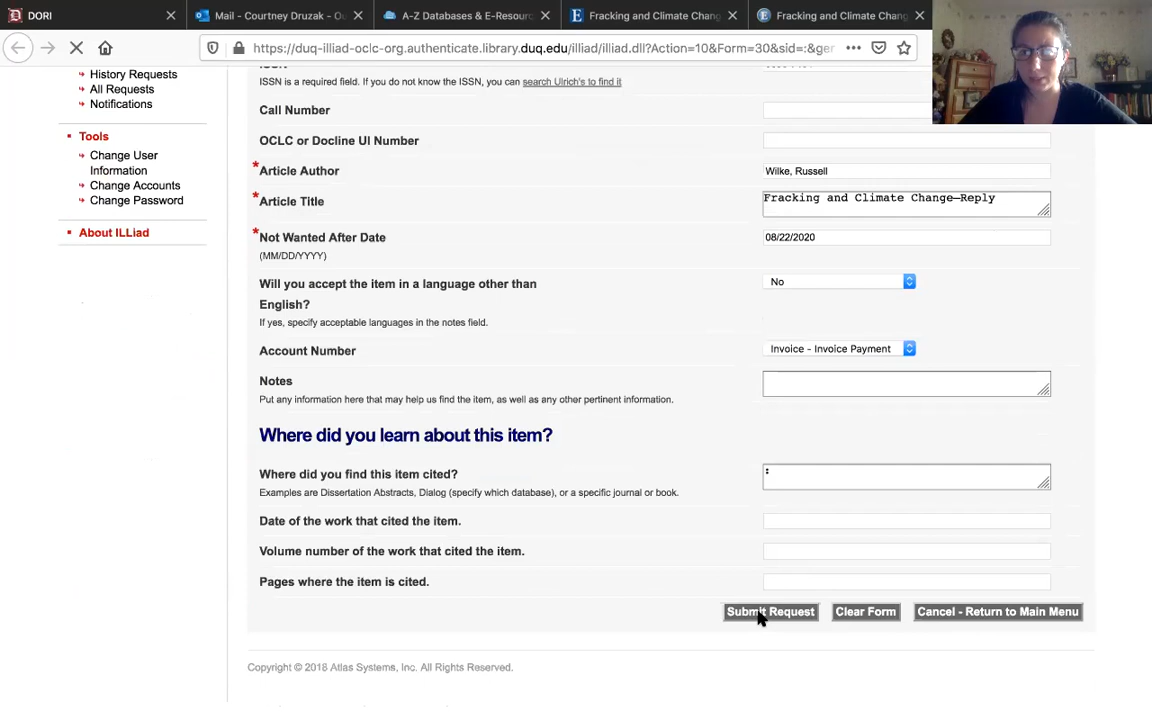 DORI
Mail - Courtney Druzak - Ou
A-Z Databases & E-Resourc
Fracking and Climate Chang
Fracking and Climate Chang
https://duq-illiad-oclc-org.authenticate.library.duq.edu/illiad/illiad.dll?Action=10&Form=30&sid=:&ger
History Requests
All Requests
Notifications
Tools
Change User
Information
Change Accounts
Change Password
About ILLiad
ISSN is a required field. If you do not know the ISSN, you can search Ulrich's to find it
Call Number
OCLC or Docline UI Number
*Article Author
Wilke, Russell
*Article Title
Fracking and Climate Change—Reply
*Not Wanted After Date
(MM/DD/YYYY)
08/22/2020
Will you accept the item in a language other than
English?
No
If yes, specify acceptable languages in the notes field.
Account Number
Invoice - Invoice Payment
Notes
Put any information here that may help us find the item, as well as any other pertinent information.
Where did you learn about this item?
Where did you find this item cited?
:
Examples are Dissertation Abstracts, Dialog (specify which database), or a specific journal or book.
Date of the work that cited the item.
Volume number of the work that cited the item.
Pages where the item is cited.
Submit Request
Clear Form
Cancel - Return to Main Menu
Copyright © 2018 Atlas Systems, Inc. All Rights Reserved.